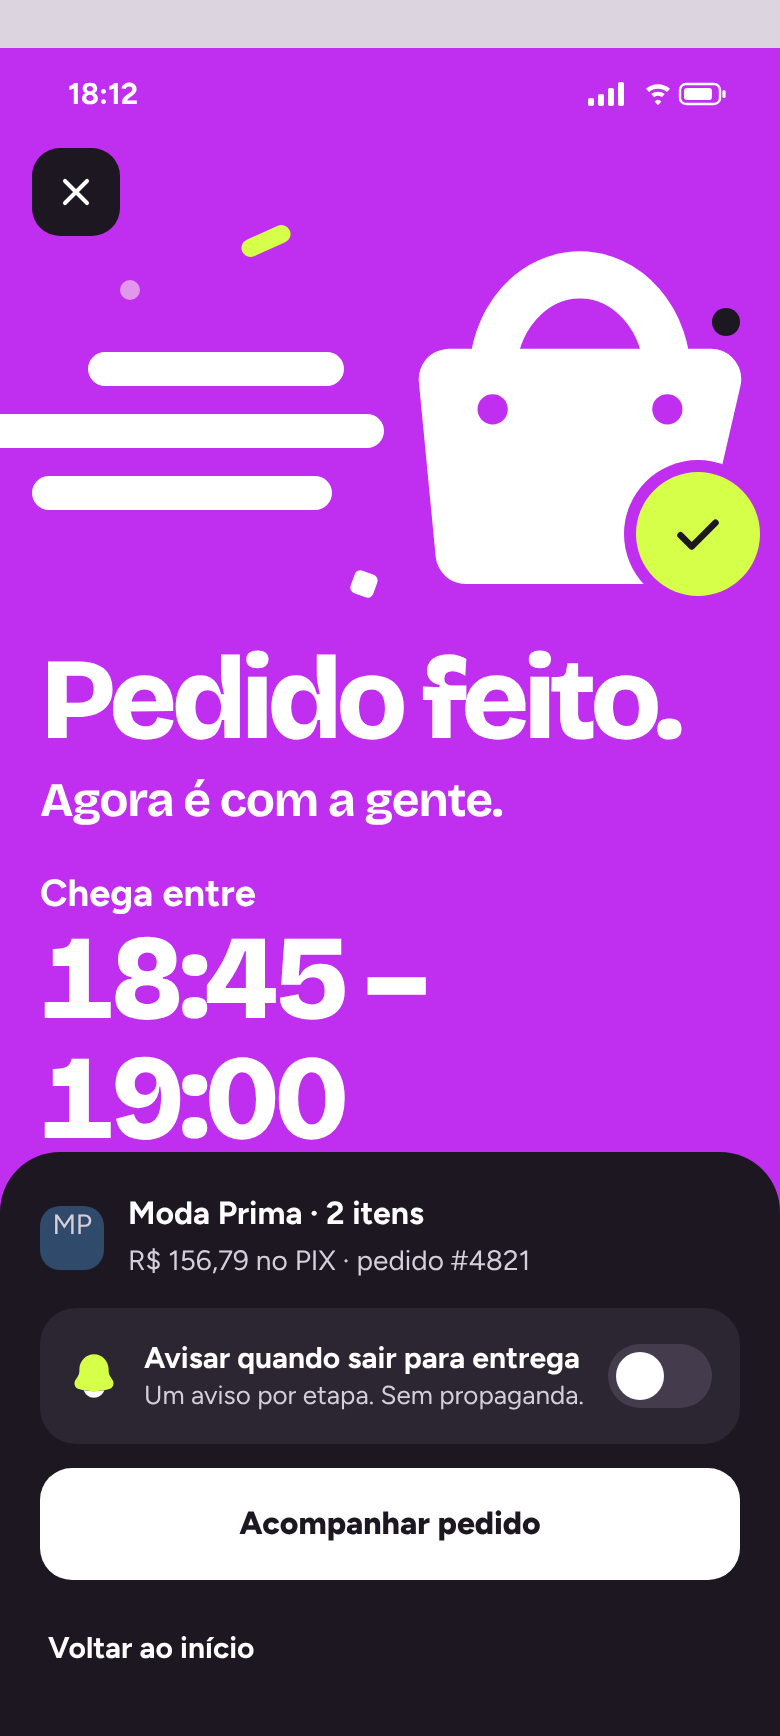 18:12
Pedido feito.
Agora é com a gente.
Chega entre
18:45 –
19:00
MP
Moda Prima · 2 itens
R$ 156,79 no PIX · pedido #4821
Avisar quando sair para entrega
Um aviso por etapa. Sem propaganda.
Acompanhar pedido
Voltar ao início